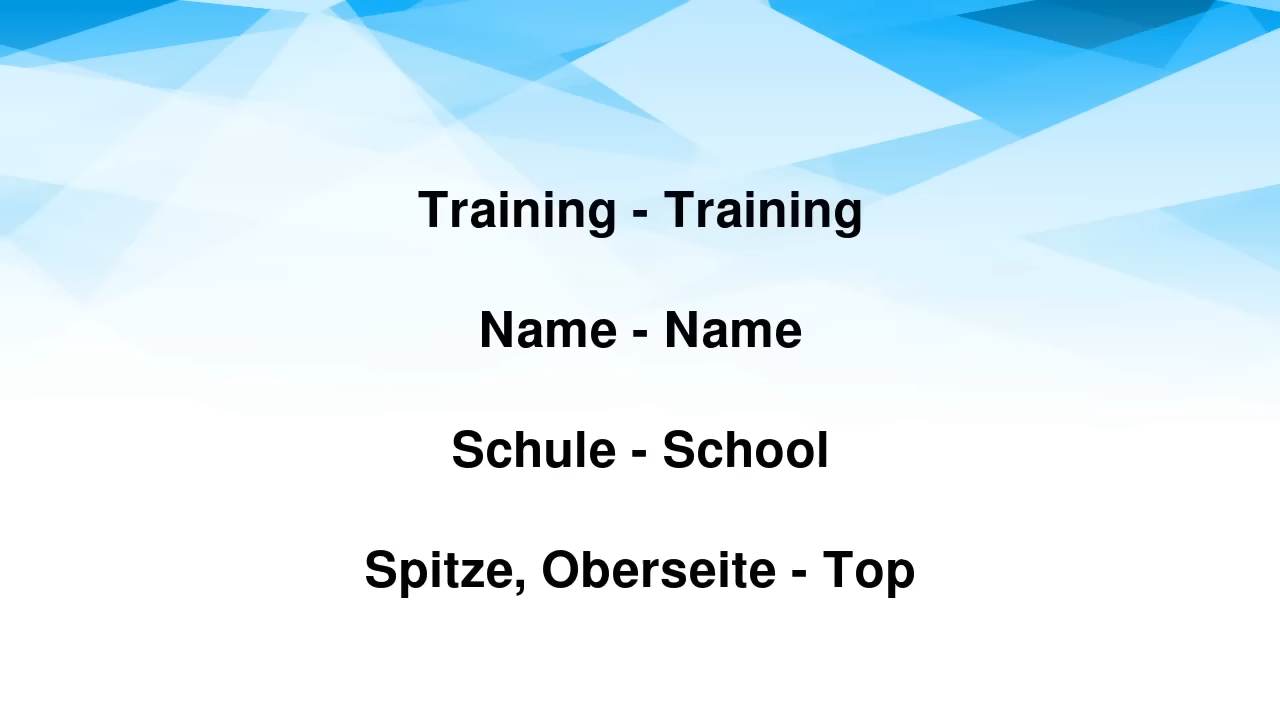 Training - Training
Name - Name
Schule - School
Spitze, Oberseite - Top